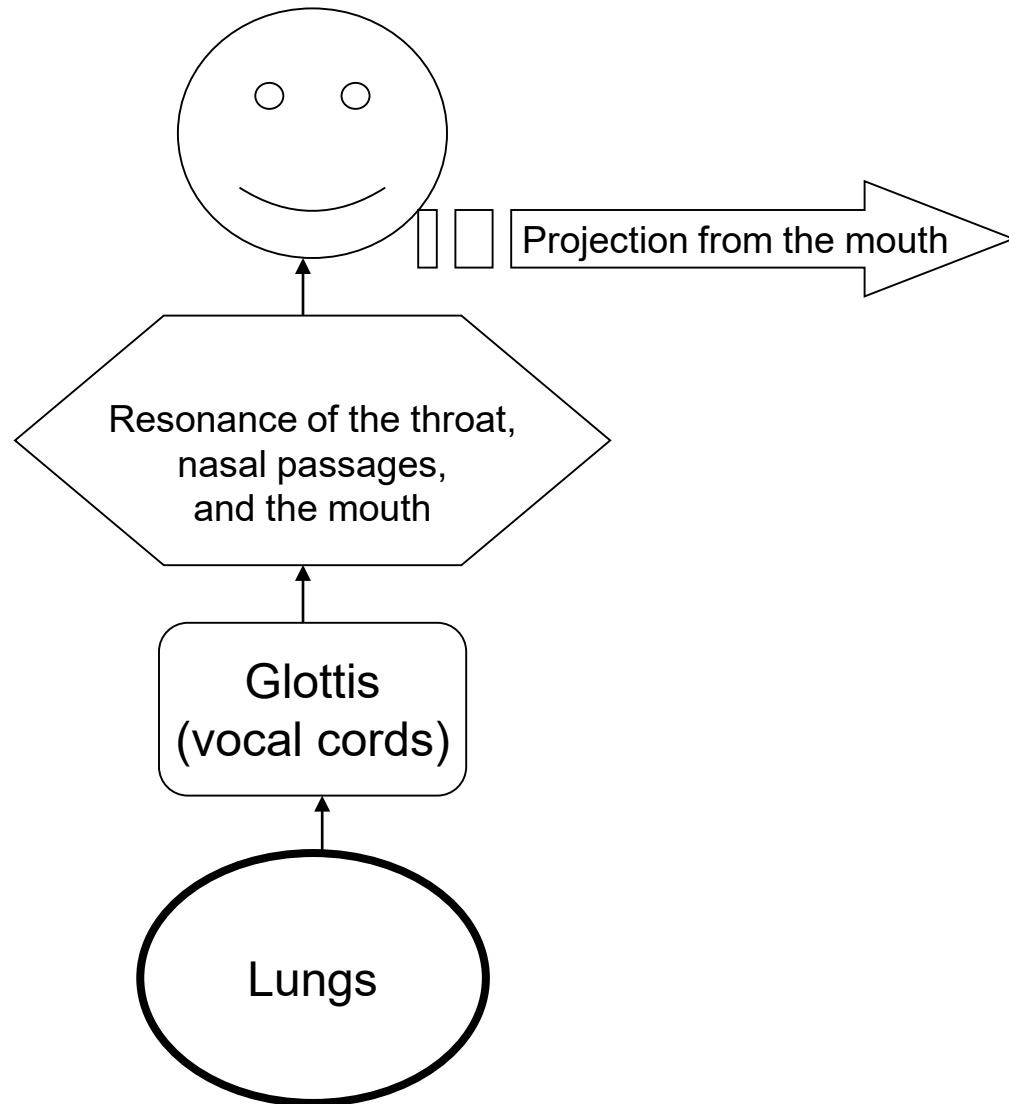 Projection from the mouth
Resonance of the throat,
nasal passages,
and the mouth
Glottis
(vocal cords)
Lungs